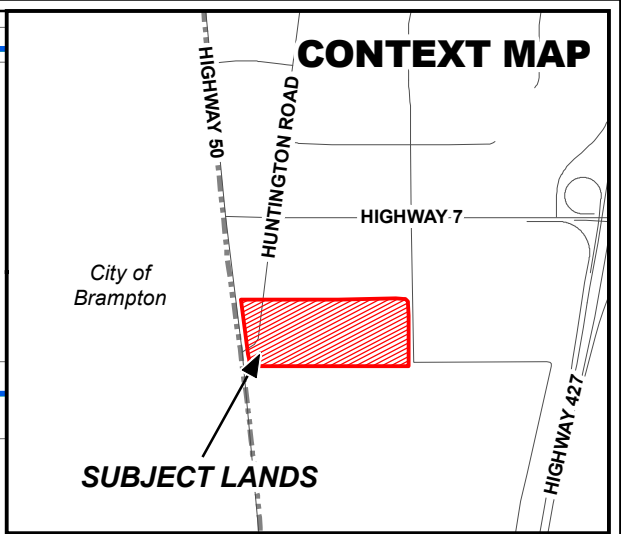 CONTEXT MAP
HIGHWAY 50
HUNTINGTON ROAD
HIGHWAY 7
City of
Brampton
HIGHWAY 427
SUBJECT LANDS